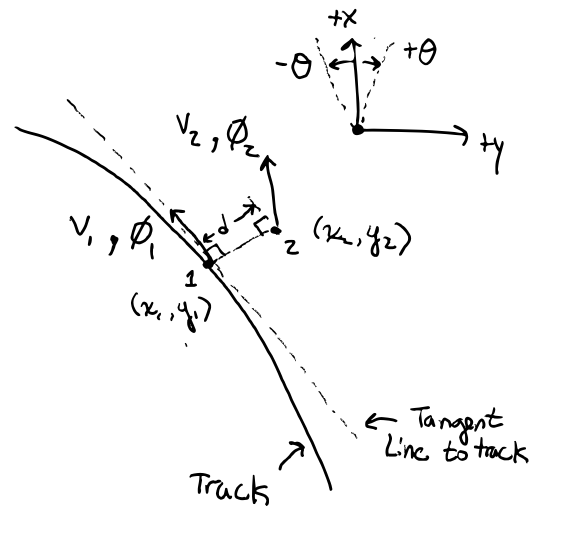 +x
-θ
+θ
+y
V₂, Ø₂
d
V₁, Ø₁
2
(x₂, y₂)
1
(x₁, y₁)
Tangent
Line to track
Track